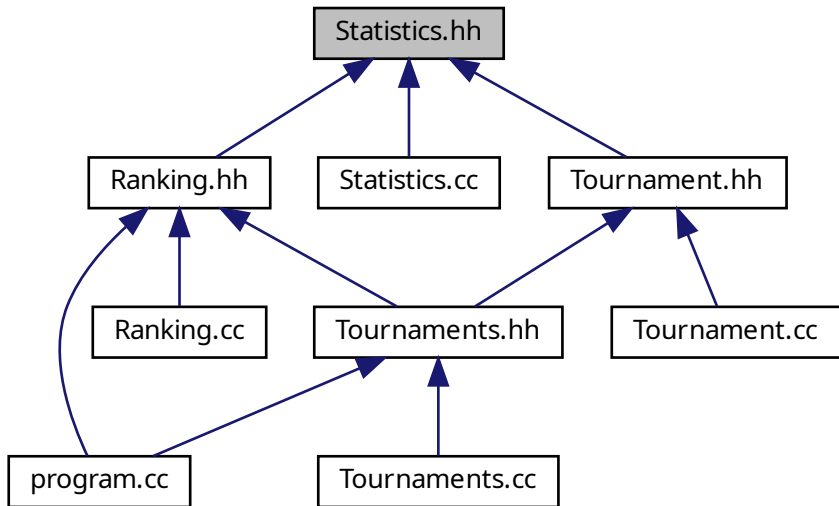 Statistics.hh
Ranking.hh
Statistics.cc
Tournament.hh
Ranking.cc
Tournaments.hh
Tournament.cc
program.cc
Tournaments.cc